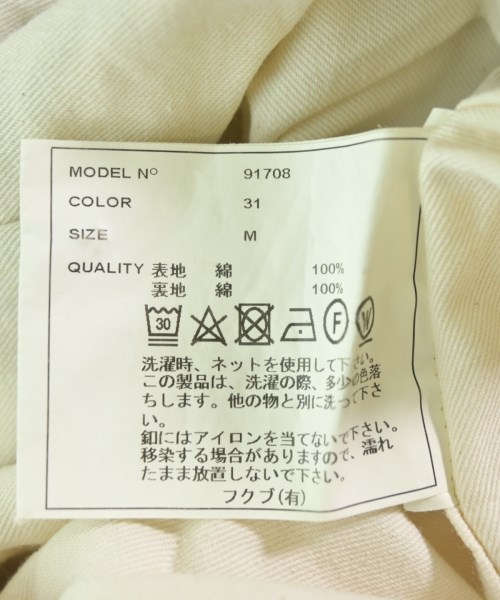 MODEL Nº 91708
COLOR 31
SIZE M
QUALITY 表地 綿 100%
裏地 綿 100%
30 F W
洗濯時、ネットを使用して下さい。
この製品は、洗濯の際、多少の色落
ちします。他の物と別に洗って下さ
い。
釦にはアイロンを当てないで下さい。
移染する場合がありますので、濡れ
たまま放置しないで下さい。
フクブ(有)